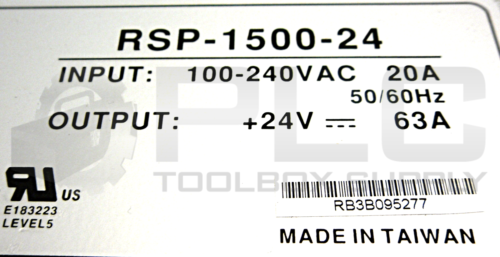 RSP-1500-24
INPUT: 100-240VAC 20A
50/60Hz
OUTPUT: +24V 63A
PLC
TOOLBOX SUPPLY
RU US
E183223
LEVEL5
RB3B095277
MADE IN TAIWAN